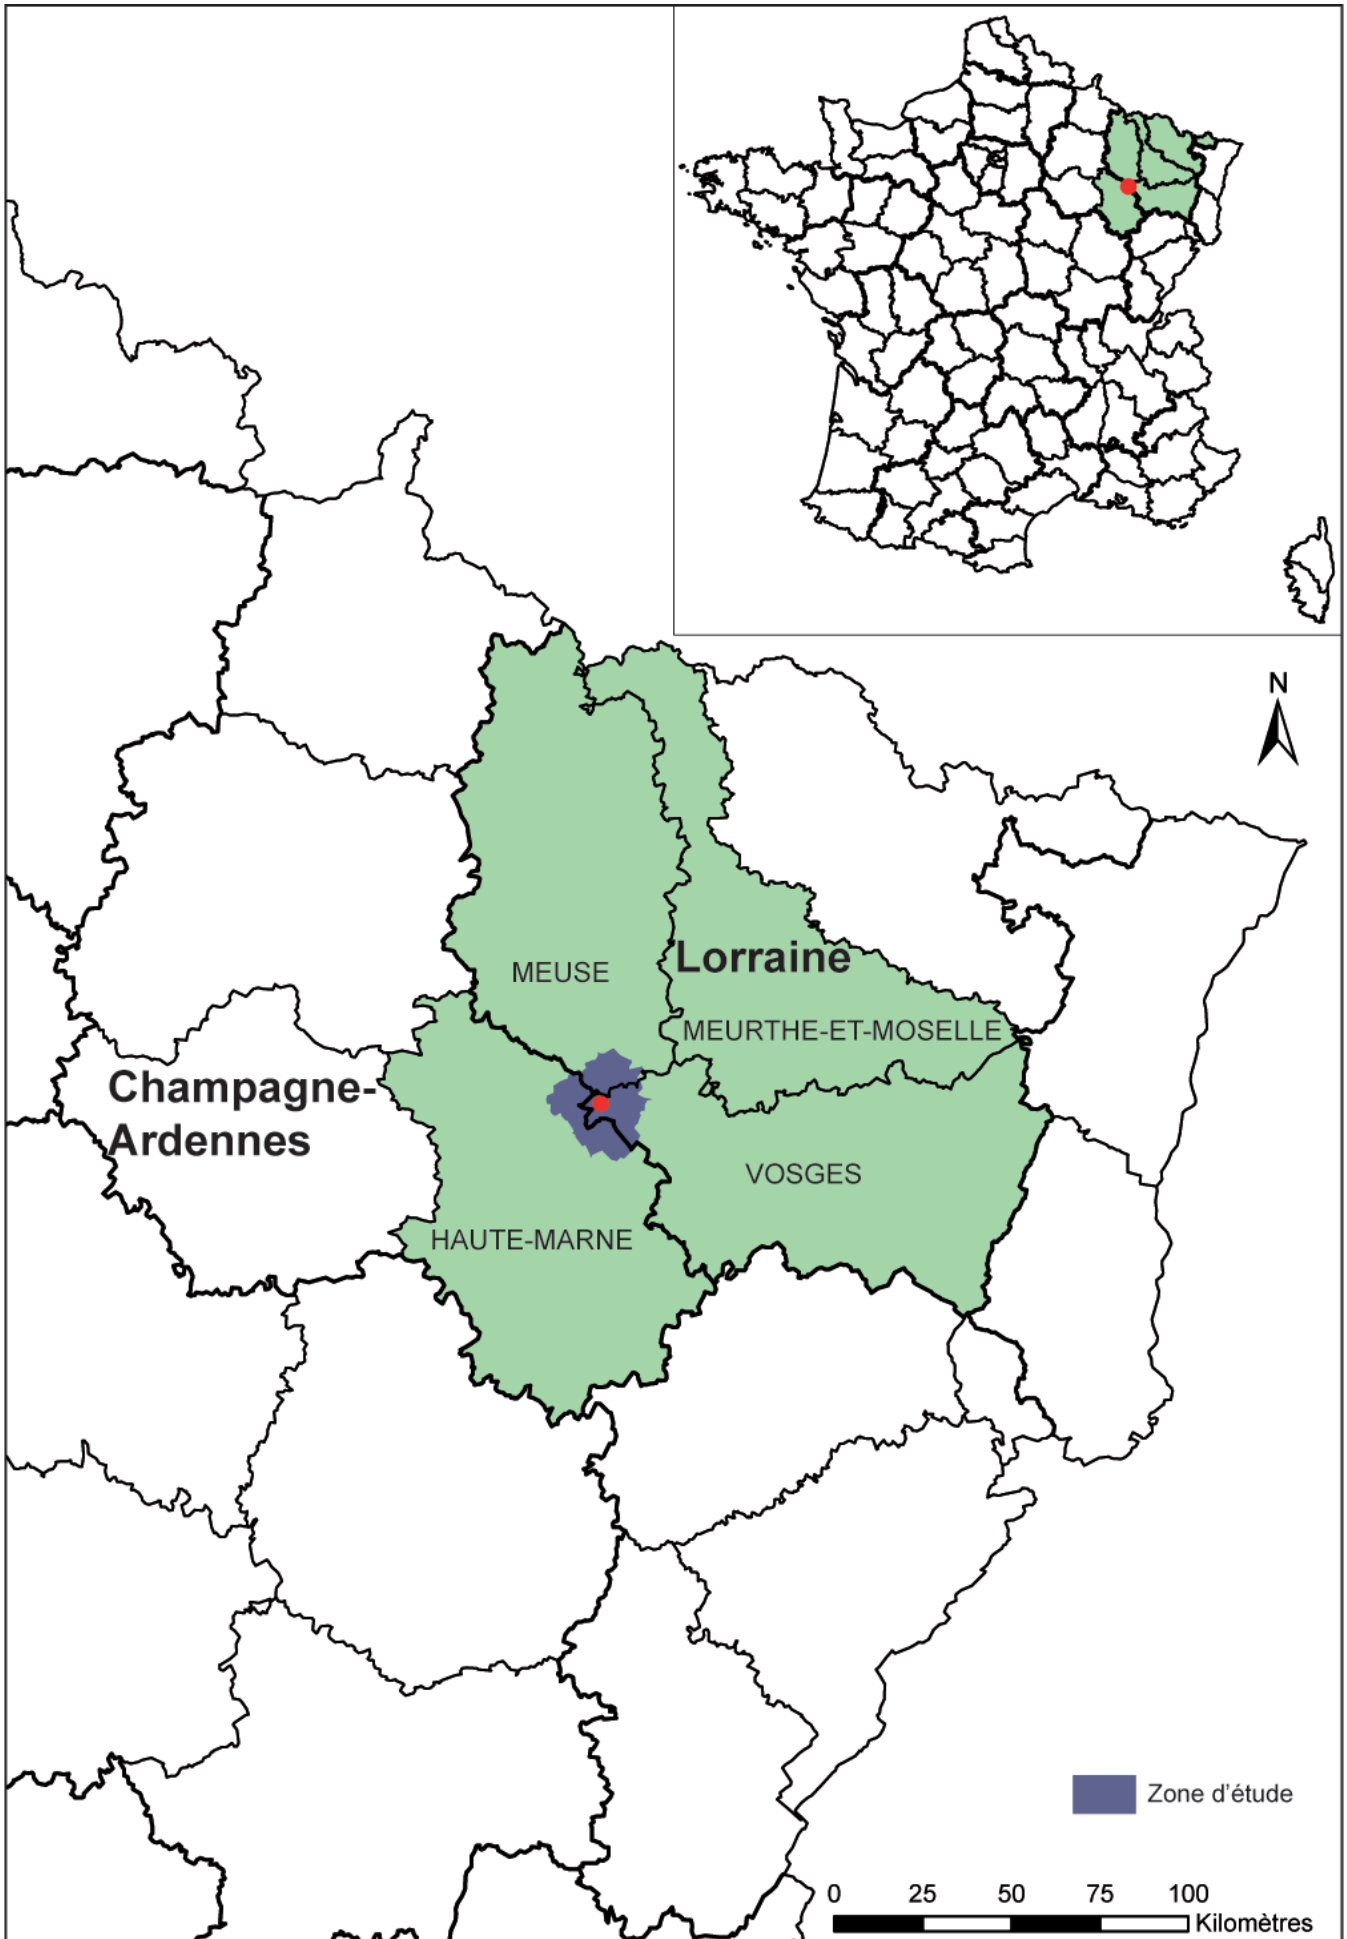 N
MEUSE
Lorraine
MEURTHE-ET-MOSELLE
Champagne-
Ardennes
VOSGES
HAUTE-MARNE
Zone d'étude
0 25 50 75 100
Kilomètres